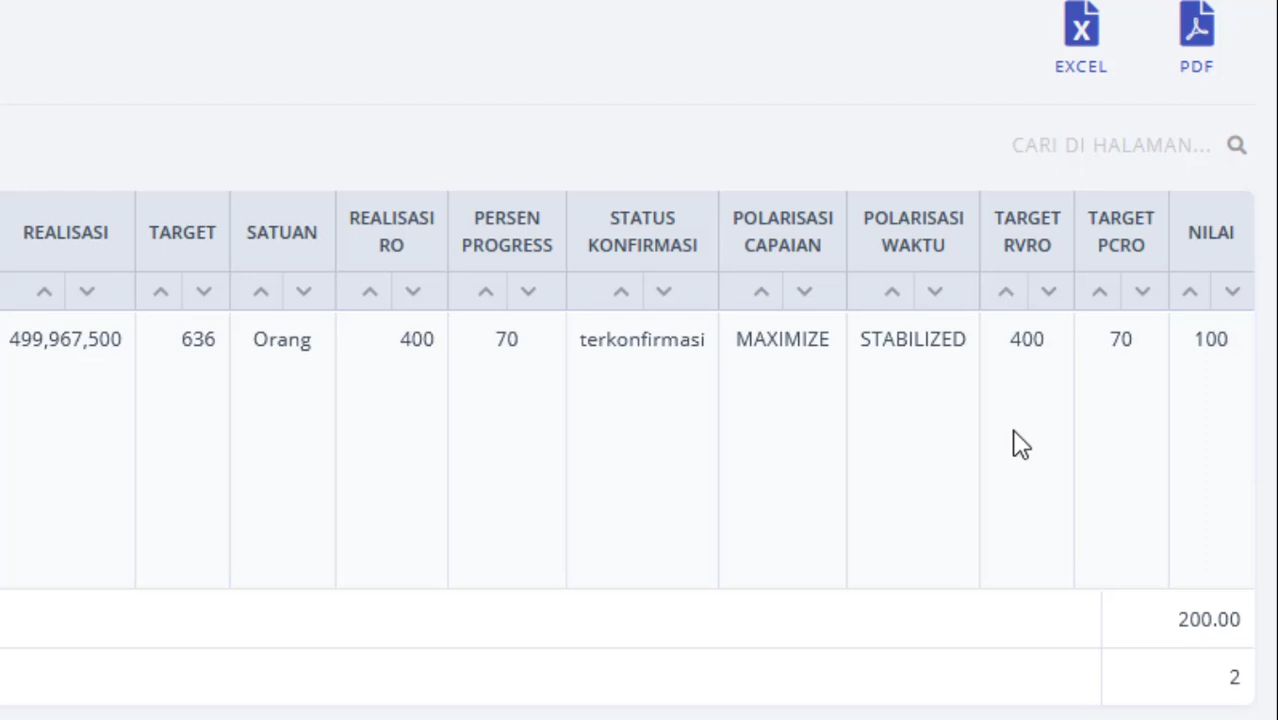 EXCEL PDF
CARI DI HALAMAN...
REALISASI TARGET SATUAN REALISASI RO PERSEN PROGRESS STATUS KONFIRMASI POLARISASI CAPAIAN POLARISASI WAKTU TARGET RVRO TARGET PCRO NILAI
499,967,500 636 Orang 400 70 terkonfirmasi MAXIMIZE STABILIZED 400 70 100
200.00
2